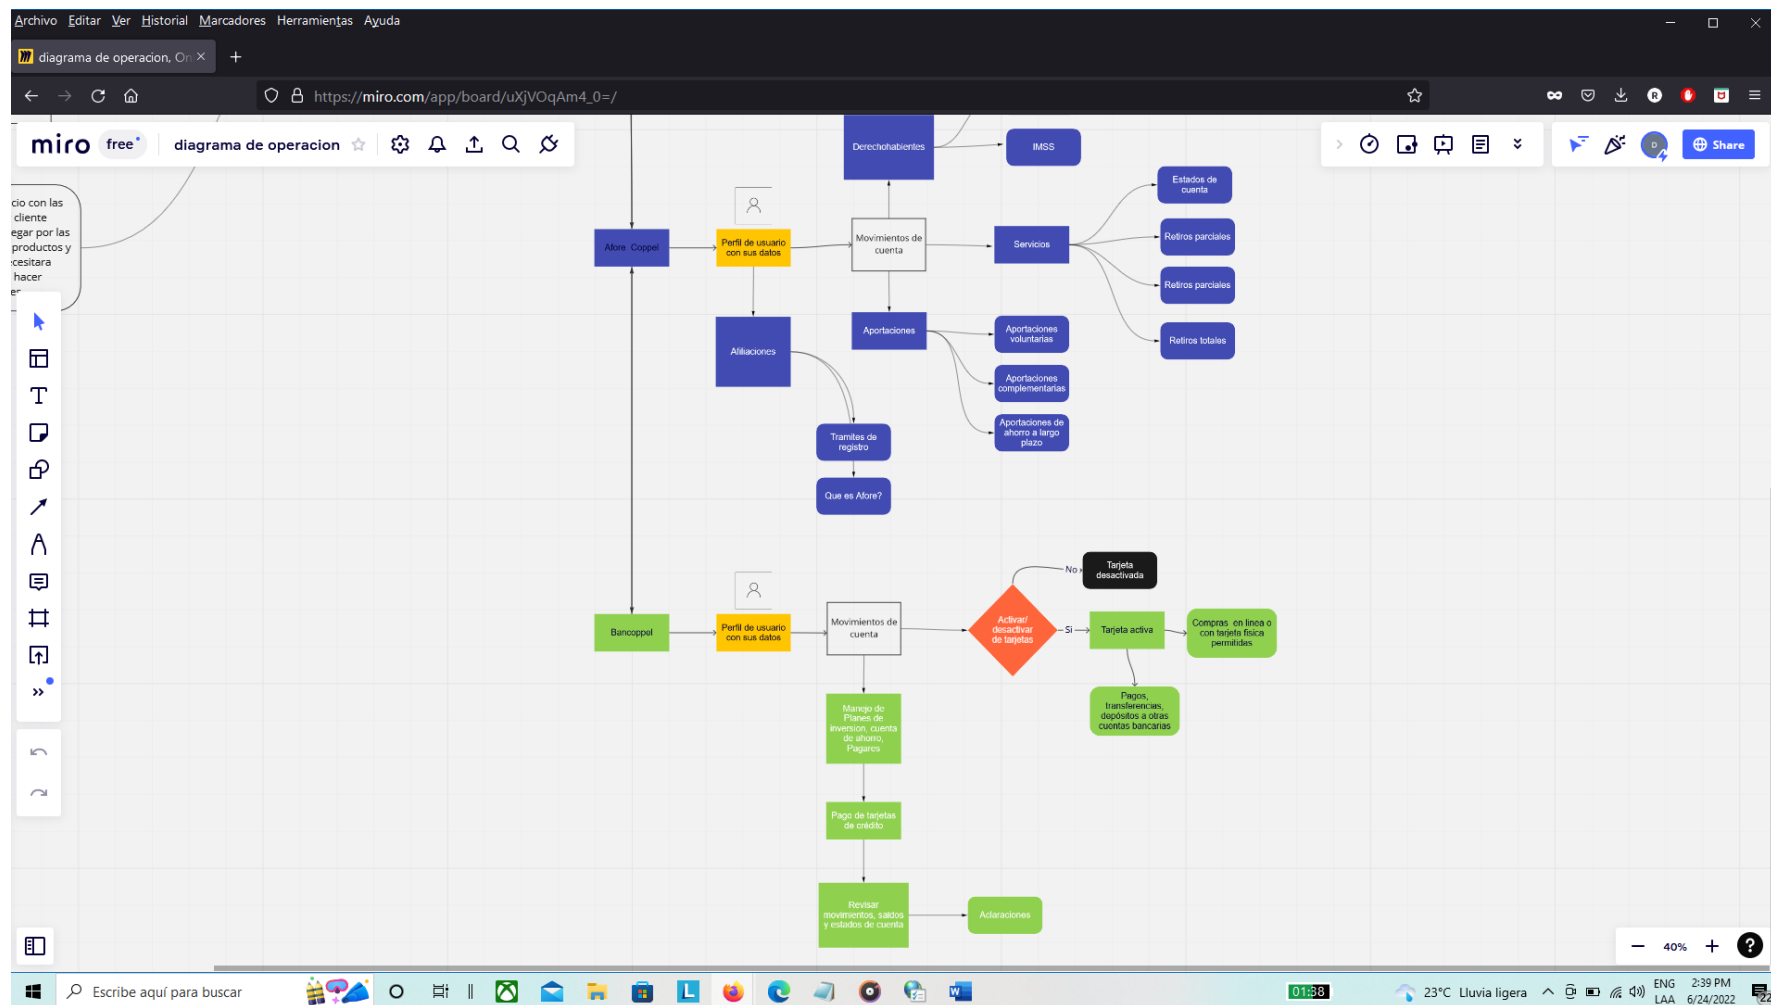 Archivo Editar Ver Historial Marcadores Herramientas Ayuda
diagrama de operacion, On
https://miro.com/app/board/uXjVOqAm4_0=/
miro free
diagrama de operacion
Share
cio con las
cliente
egar por las
productos y
cesitara
hacer
Derechohabientes
IMSS
Estados de
cuenta
Afore Coppel
Perfil de usuario
con sus datos
Movimientos de
cuenta
Servicios
Retiros parciales
Retiros parciales
Retiros totales
Afiliaciones
Aportaciones
Aportaciones
voluntarias
Aportaciones
complementarias
Aportaciones de
ahorro a largo
plazo
Tramites de
registro
Que es Afore?
Bancoppel
Perfil de usuario
con sus datos
Movimientos de
cuenta
Activar/
desactivar
de tarjetas
No
Tarjeta
desactivada
Si
Tarjeta activa
Compras en linea o
con tarjeta fisica
permitidas
Pagos,
transferencias,
depósitos a otras
cuentas bancarias
Manejo de
Planes de
inversion, cuenta
de ahorro,
Pagares
Pago de tarjetas
de crédito
Revisar
movimientos, saldos
y estados de cuenta
Aclaraciones
40%
Escribe aquí para buscar
01:38
23°C Lluvia ligera
ENG
LAA
2:39 PM
6/24/2022
22